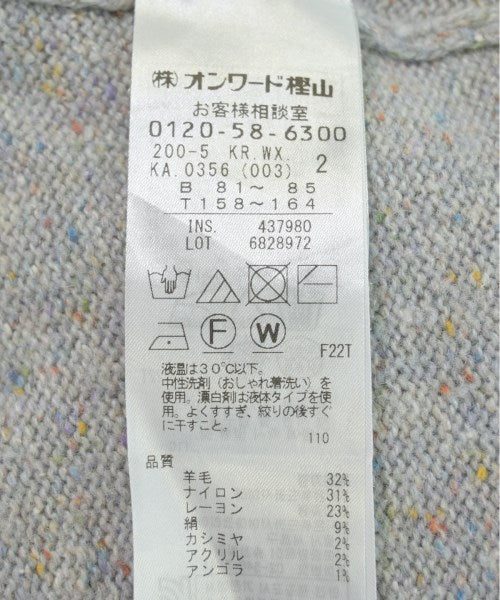 (株)オンワード樫山
お客様相談室
0120-58-6300
200-5 KR.WX. 2
KA.0356(003)
B 81～ 85
T158～164
INS. 437980
LOT 6828972
F W
F22T
液温は30℃以下。
中性洗剤(おしゃれ着洗い)を
使用。漂白剤は液体タイプを使
用。よくすすぎ、絞りの後すぐ
に干すこと。
110
品質
羊毛 32%
ナイロン 31%
レーヨン 23%
絹 9%
カシミヤ 2%
アクリル 2%
アンゴラ 1%